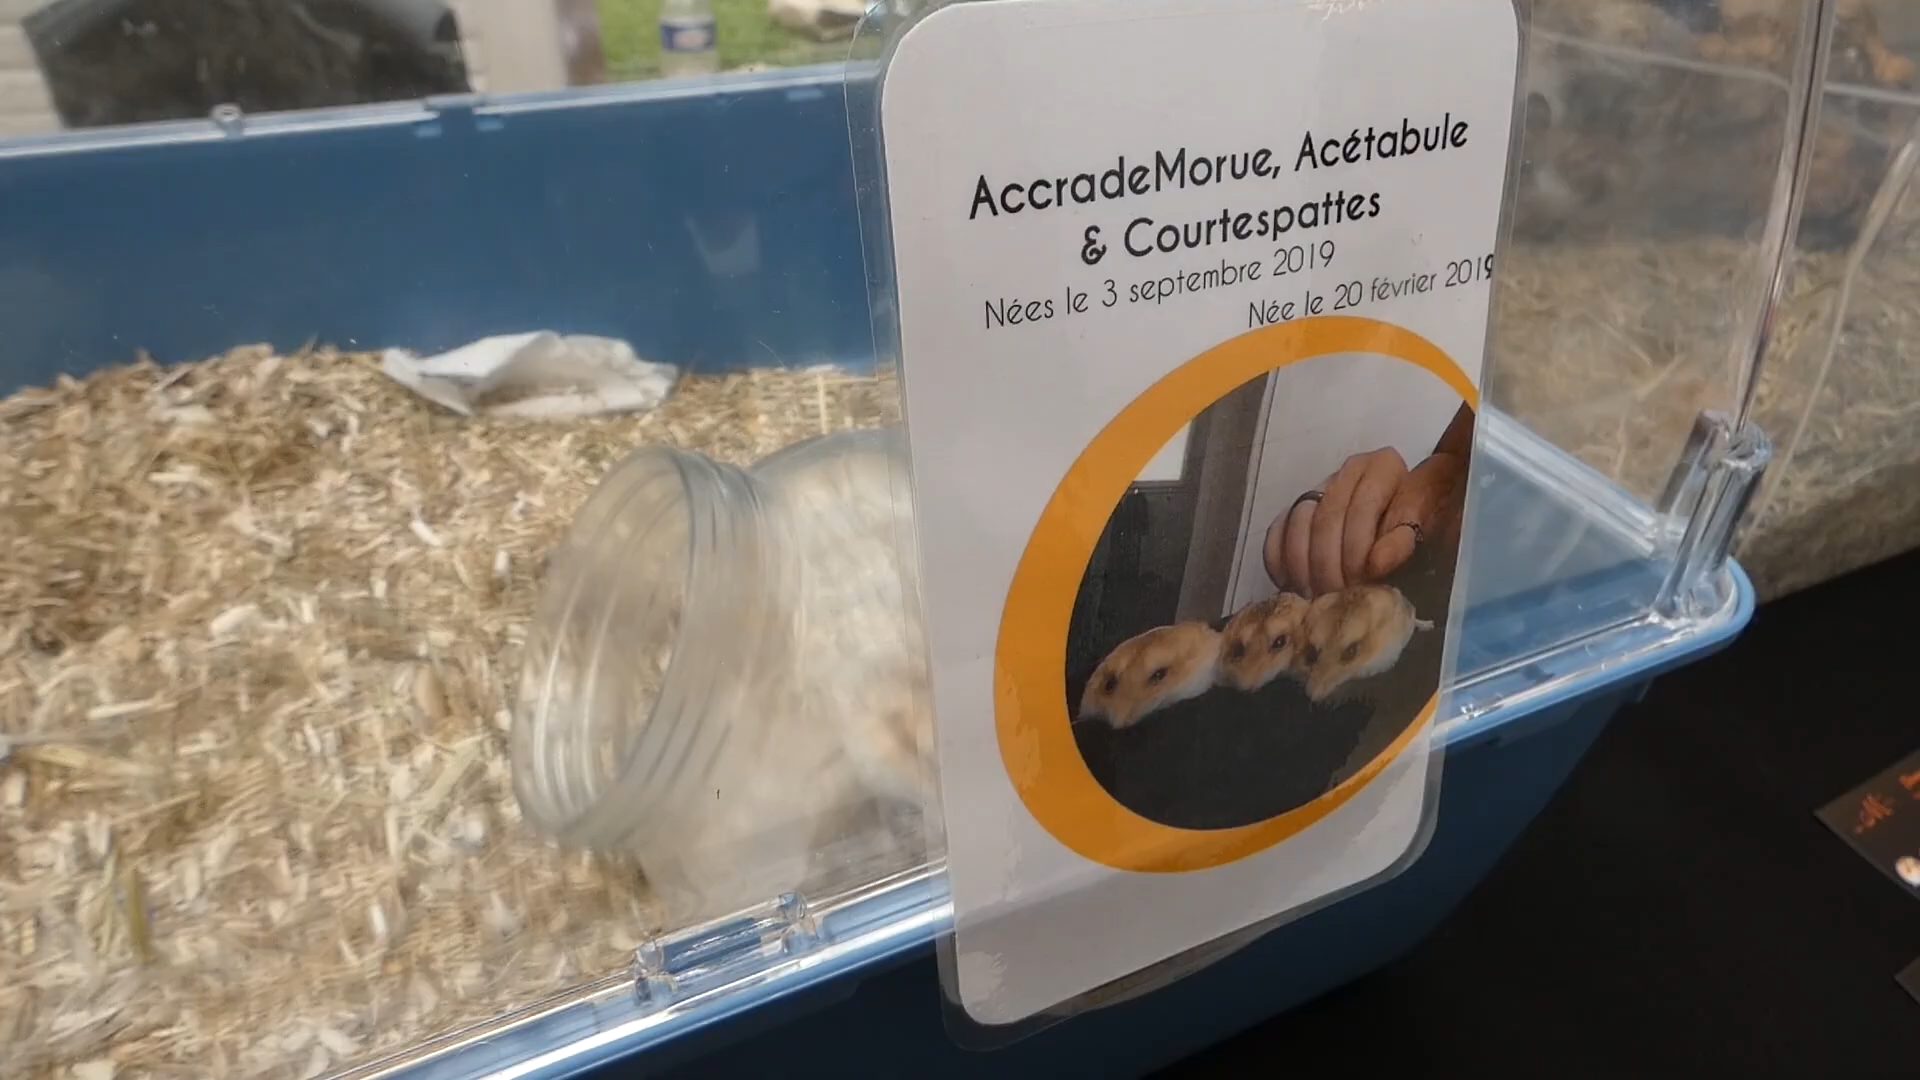 AccradeMorue, Acétabule
& Courtespattes
Nées le 3 septembre 2019
Née le 20 février 2019